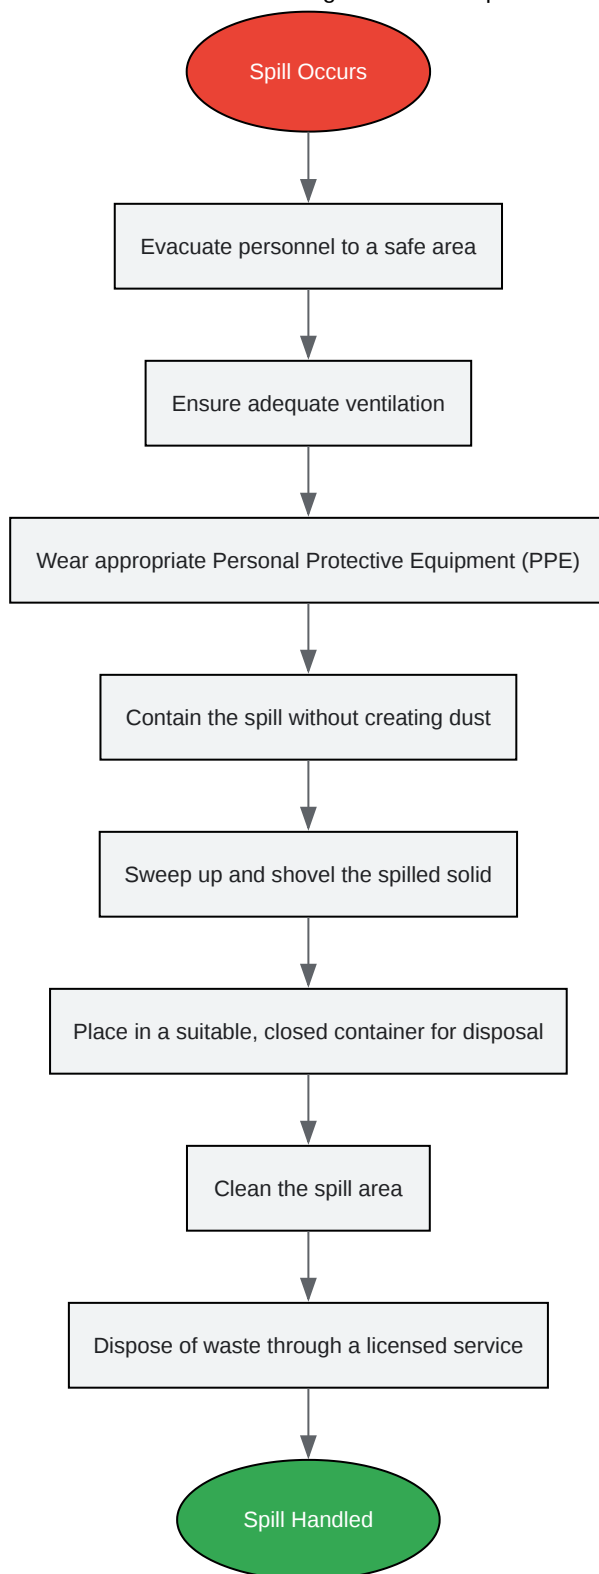 Spill Occurs
Evacuate personnel to a safe area
Ensure adequate ventilation
Wear appropriate Personal Protective Equipment (PPE)
Contain the spill without creating dust
Sweep up and shovel the spilled solid
Place in a suitable, closed container for disposal
Clean the spill area
Dispose of waste through a licensed service
Spill Handled